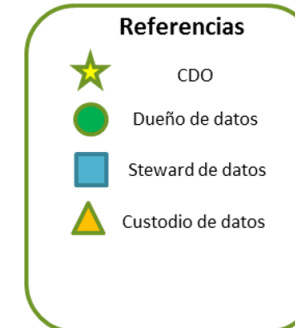 Referencias
CDO
Dueño de datos
Steward de datos
Custodio de datos